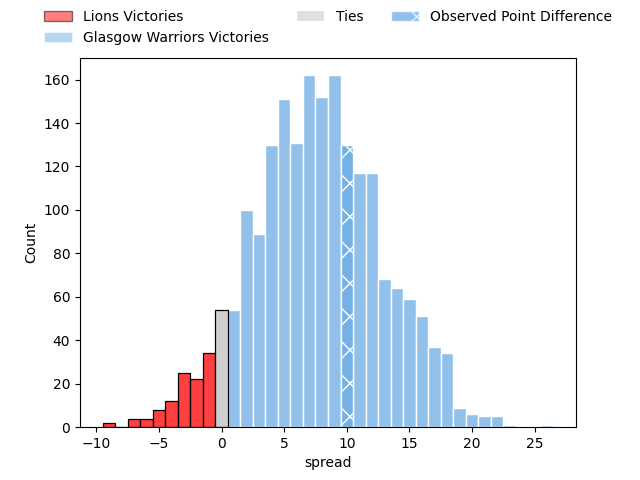 Lions Victories
Glasgow Warriors Victories
Ties
Observed Point Difference
160
140
120
100
80
60
40
20
0
Count
−10 −5 0 5 10 15 20 25
spread